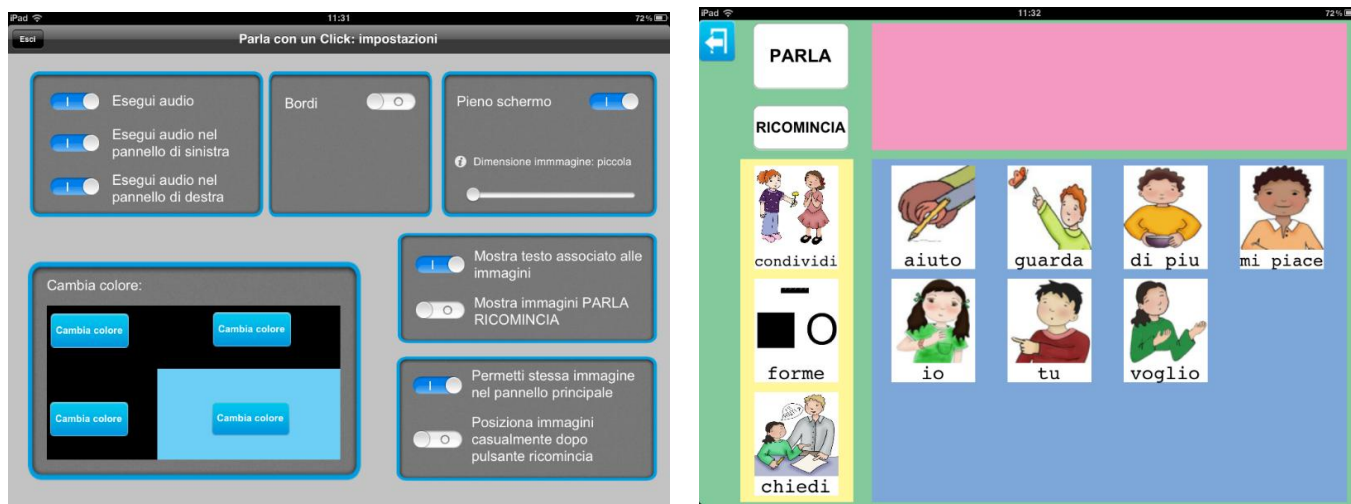 iPad
11:31
72%
Esci
Parla con un Click: impostazioni
Esegui audio
Esegui audio nel
pannello di sinistra
Esegui audio nel
pannello di destra
Bordi
Pieno schermo
Dimensione immmagine: piccola
Cambia colore:
Cambia colore
Cambia colore
Cambia colore
Cambia colore
Mostra testo associato alle
immagini
Mostra immagini PARLA
RICOMINCIA
Permetti stessa immagine
nel pannello principale
Posiziona immagini
casualmente dopo
pulsante ricomincia
iPad
11:32
72%
PARLA
RICOMINCIA
condividi
forme
chiedi
aiuto
guarda
di piu
mi piace
io
tu
voglio